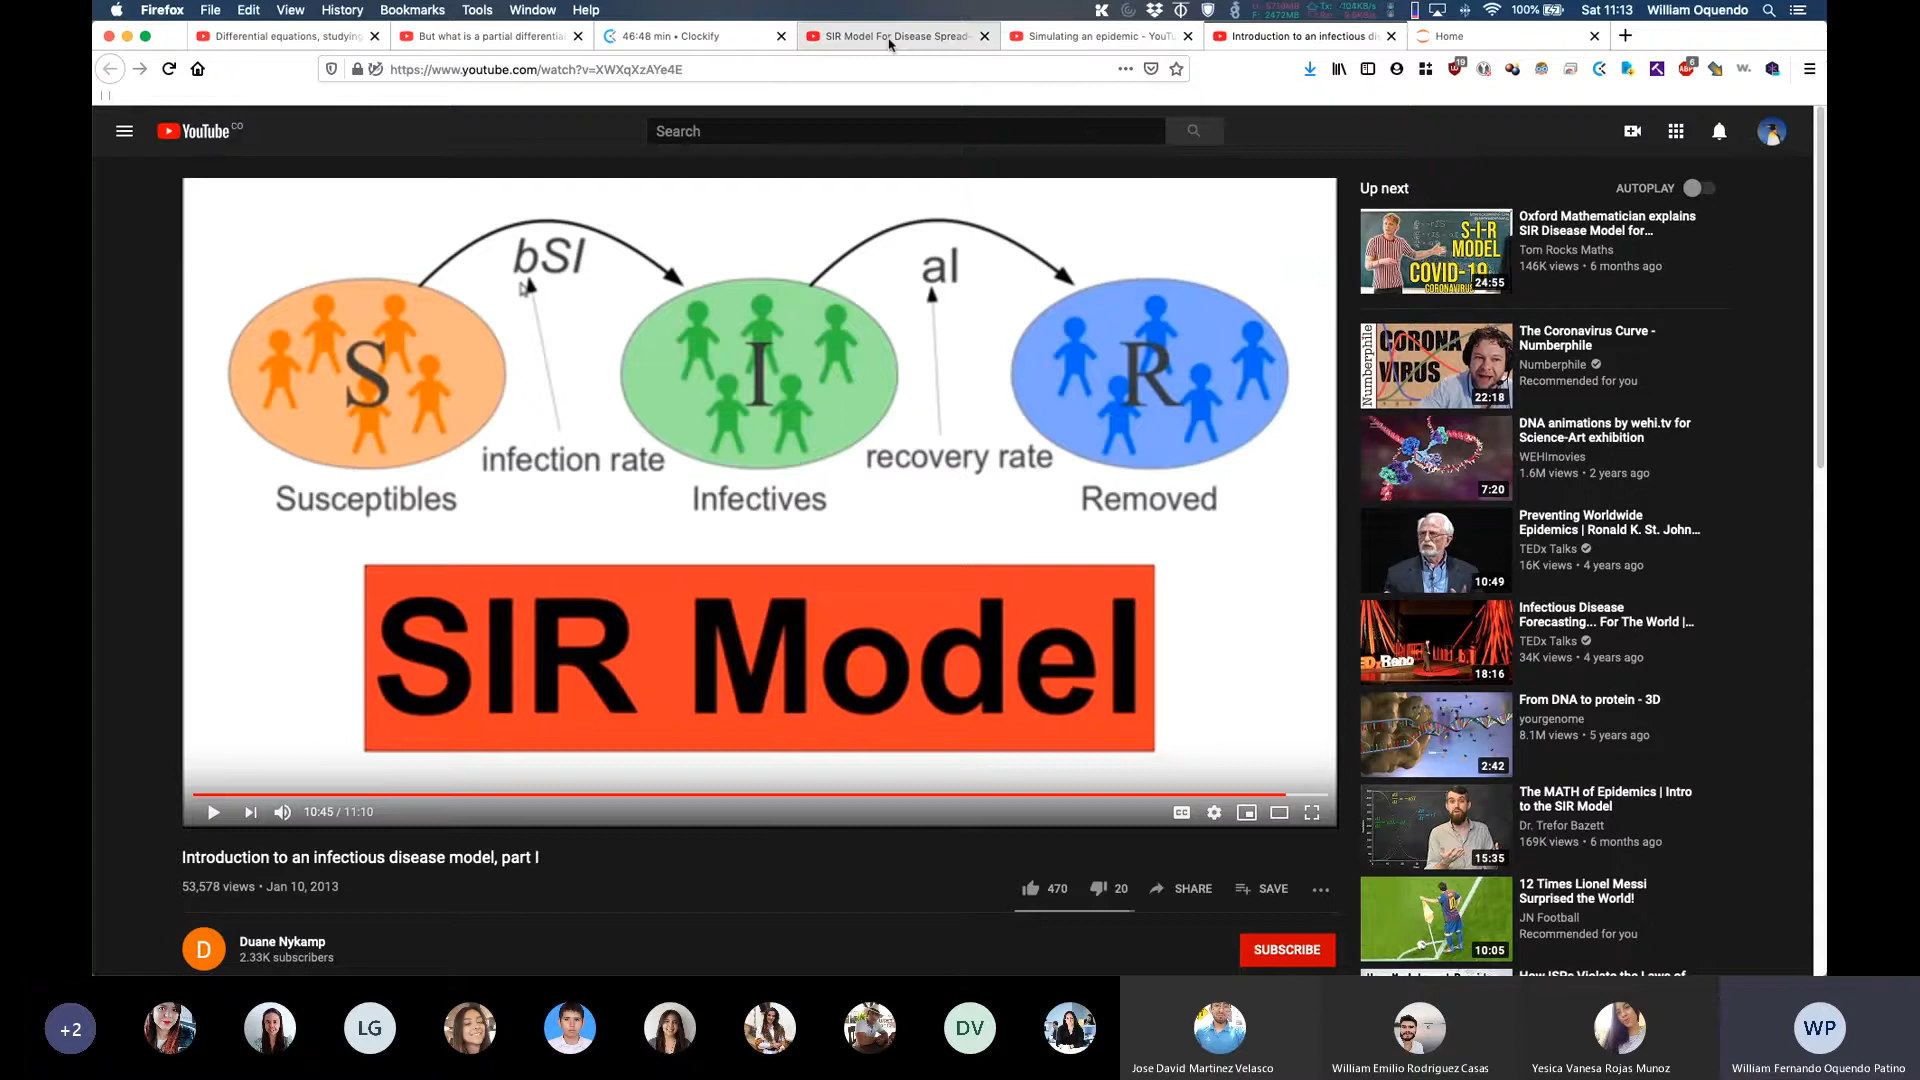 Firefox File Edit View History Bookmarks Tools Window Help
100% Sat 11:13 William Oquendo
Differential equations, studying
But what is a partial differential
46:48 min • Clockify
SIR Model For Disease Spread-
Simulating an epidemic - YouTu
Introduction to an infectious di
Home
https://www.youtube.com/watch?v=XWXqXzAYe4E
YouTube CO
Search
bSI
aI
S
I
R
infection rate
recovery rate
Susceptibles
Infectives
Removed
SIR Model
10:45 / 11:10
Introduction to an infectious disease model, part I
53,578 views • Jan 10, 2013
470
20
SHARE
SAVE
D
Duane Nykamp
2.33K subscribers
SUBSCRIBE
Up next
AUTOPLAY
S-I-R
MODEL
COVID-19
CORONAVIRUS
24:55
Oxford Mathematician explains
SIR Disease Model for...
Tom Rocks Maths
146K views • 6 months ago
Numberphile
CORONA
VIRUS
22:18
The Coronavirus Curve -
Numberphile
Numberphile
Recommended for you
7:20
DNA animations by wehi.tv for
Science-Art exhibition
WEHImovies
1.6M views • 2 years ago
10:49
Preventing Worldwide
Epidemics | Ronald K. St. John...
TEDx Talks
16K views • 4 years ago
18:16
Infectious Disease
Forecasting... For The World |...
TEDx Talks
34K views • 4 years ago
2:42
From DNA to protein - 3D
yourgenome
8.1M views • 5 years ago
15:35
The MATH of Epidemics | Intro
to the SIR Model
Dr. Trefor Bazett
169K views • 6 months ago
10:05
12 Times Lionel Messi
Surprised the World!
JN Football
Recommended for you
+2
LG
DV
WP
Jose David Martinez Velasco
William Emilio Rodriguez Casas
Yesica Vanesa Rojas Munoz
William Fernando Oquendo Patino